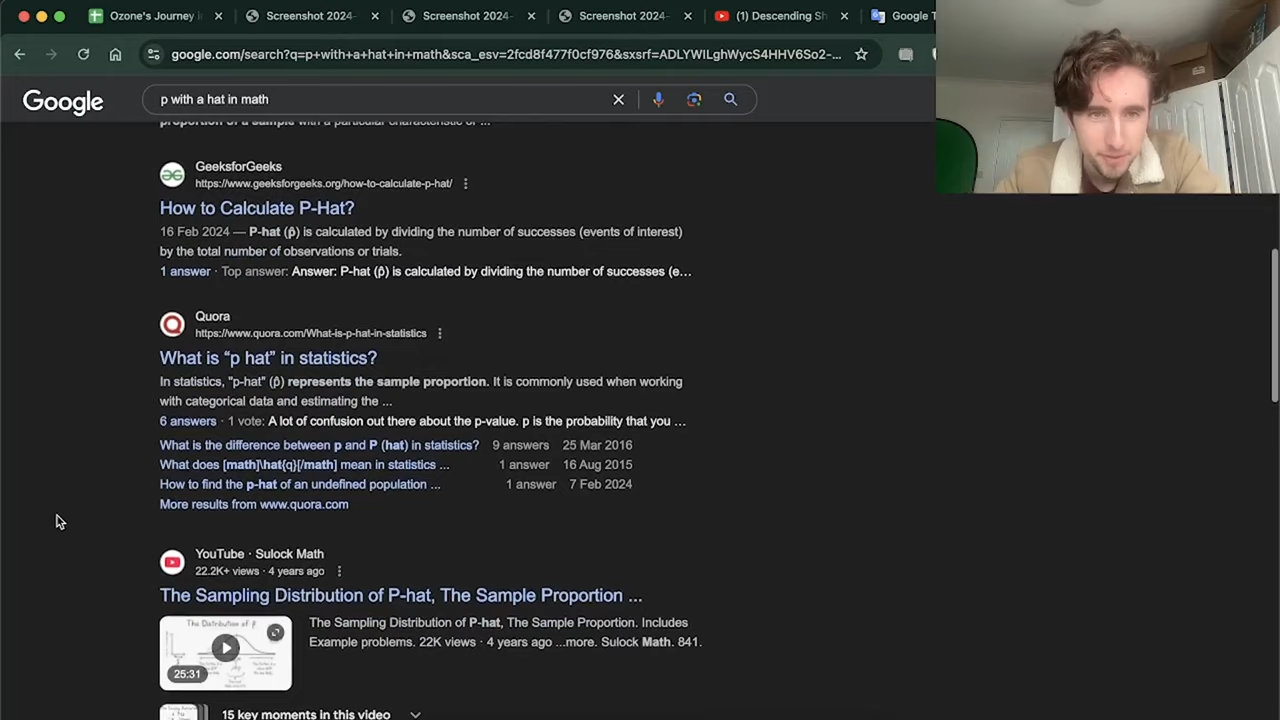 Ozone's Journey i
Screenshot 2024-
Screenshot 2024-
Screenshot 2024-
(1) Descending Sh
Google T
google.com/search?q=p+with+a+hat+in+math&sca_esv=2fcd8f477f0cf976&sxsrf=ADLYWILghWycS4HHV6So2-...
Google
p with a hat in math
proportion of a sample with a particular characteristic or ...
GeeksforGeeks
https://www.geeksforgeeks.org/how-to-calculate-p-hat/
How to Calculate P-Hat?
16 Feb 2024 — P-hat (p̂) is calculated by dividing the number of successes (events of interest)
by the total number of observations or trials.
1 answer · Top answer: Answer: P-hat (p̂) is calculated by dividing the number of successes (e...
Quora
https://www.quora.com/What-is-p-hat-in-statistics
What is “p hat” in statistics?
In statistics, "p-hat" (p̂) represents the sample proportion. It is commonly used when working
with categorical data and estimating the ...
6 answers · 1 vote: A lot of confusion out there about the p-value. p is the probability that you ...
What is the difference between p and P (hat) in statistics? 9 answers 25 Mar 2016
What does [math]\hat{q}[/math] mean in statistics ... 1 answer 16 Aug 2015
How to find the p-hat of an undefined population ... 1 answer 7 Feb 2024
More results from www.quora.com
YouTube · Sulock Math
22.2K+ views · 4 years ago
The Sampling Distribution of P-hat, The Sample Proportion ...
The Distribution of p̂
25:31
The Sampling Distribution of P-hat, The Sample Proportion. Includes
Example problems. 22K views · 4 years ago ...more. Sulock Math. 841.
15 key moments in this video